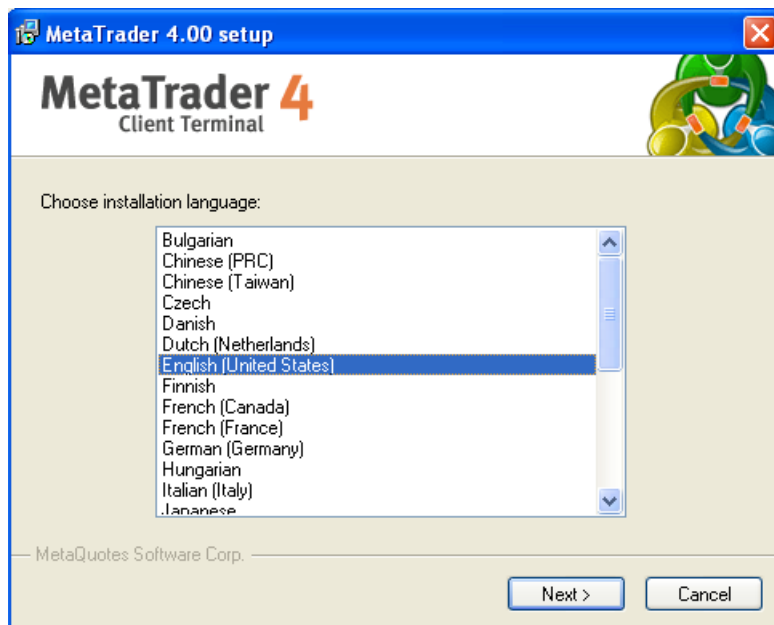 MetaTrader 4.00 setup
MetaTrader 4
Client Terminal
Choose installation language:
Bulgarian
Chinese (PRC)
Chinese (Taiwan)
Czech
Danish
Dutch (Netherlands)
English (United States)
Finnish
French (Canada)
French (France)
German (Germany)
Hungarian
Italian (Italy)
Japanese
MetaQuotes Software Corp.
Next > Cancel